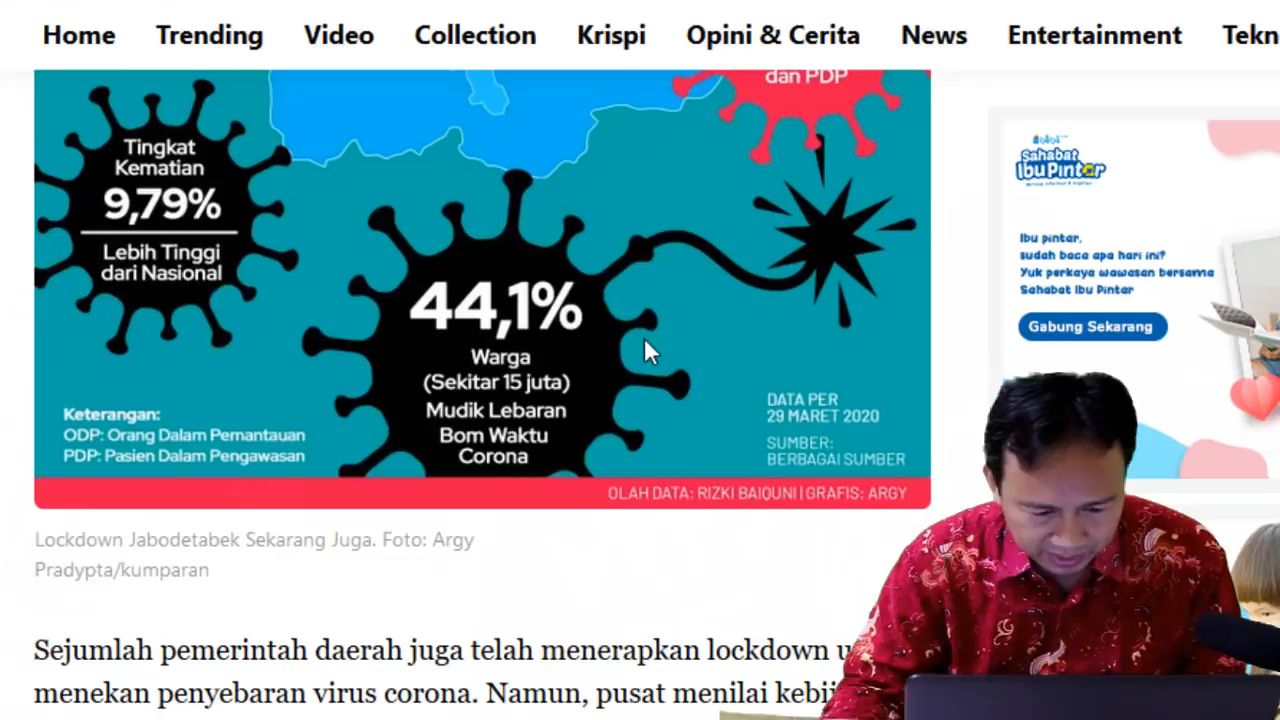 Home Trending Video Collection Krispi Opini & Cerita News Entertainment Tekn
dan PDP
Tingkat
Kematian
9,79%
Lebih Tinggi
dari Nasional
44,1%
Warga
(Sekitar 15 juta)
Mudik Lebaran
Bom Waktu
Corona
Keterangan:
ODP: Orang Dalam Pemantauan
PDP: Pasien Dalam Pengawasan
DATA PER
29 MARET 2020
SUMBER:
BERBAGAI SUMBER
OLAH DATA: RIZKI BAIQUNI | GRAFIS: ARGY
Lockdown Jabodetabek Sekarang Juga. Foto: Argy
Pradypta/kumparan
Sejumlah pemerintah daerah juga telah menerapkan lockdown u
menekan penyebaran virus corona. Namun, pusat menilai kebij
Sahabat
Ibu Pintar
Ibu pintar,
sudah baca apa hari ini?
Yuk perkaya wawasan bersama
Sahabat Ibu Pintar
Gabung Sekarang